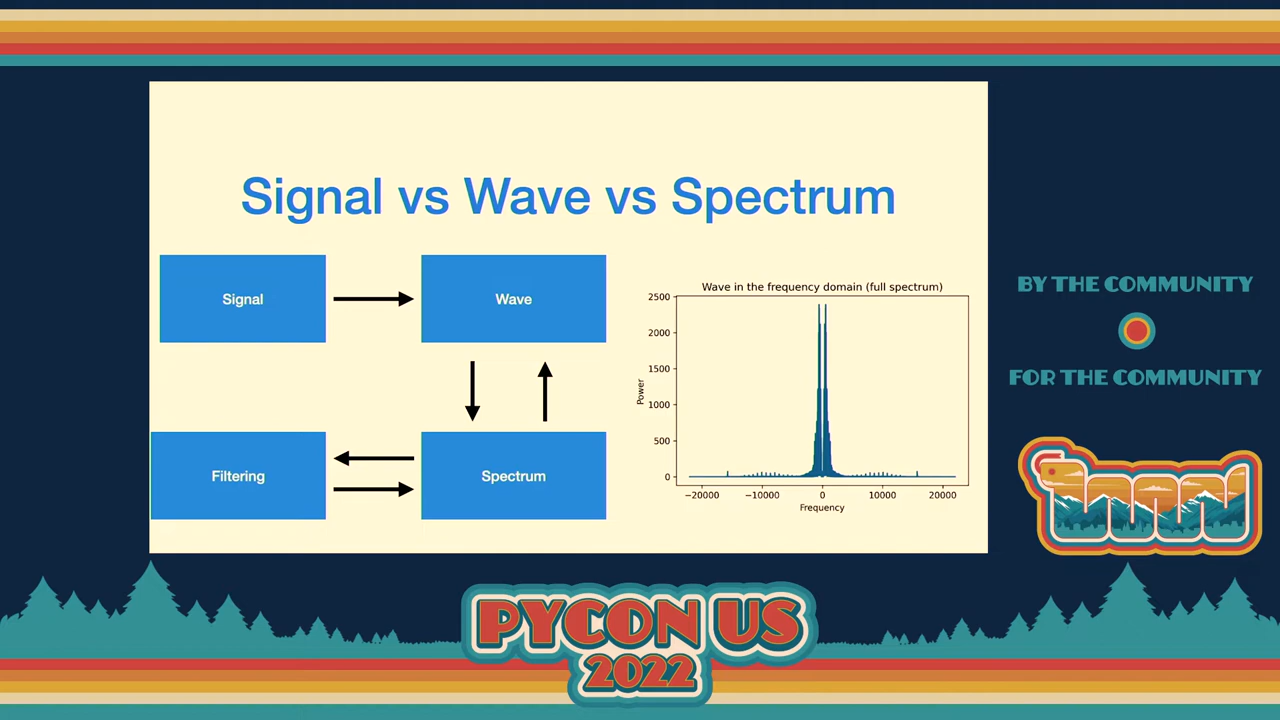 Signal vs Wave vs Spectrum
Signal
Wave
Filtering
Spectrum
Wave in the frequency domain (full spectrum)
2500
2000
1500
1000
500
0
Power
−20000 −10000 0 10000 20000
Frequency
BY THE COMMUNITY
FOR THE COMMUNITY
PYCON US
2022